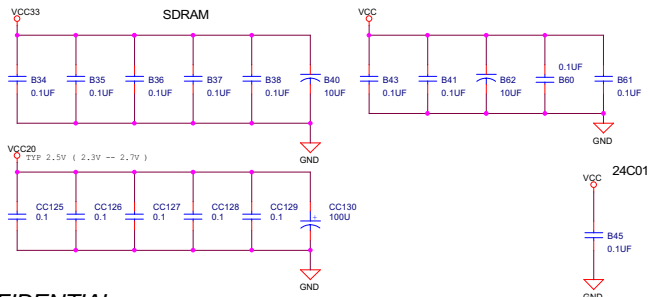 VCC33
SDRAM
B34
0.1UF
B35
0.1UF
B36
0.1UF
B37
0.1UF
B38
0.1UF
B40
10UF
GND
VCC
B43
0.1UF
B41
0.1UF
B62
10UF
0.1UF
B60
B61
0.1UF
GND
VCC20
TYP 2.5V ( 2.3V -- 2.7V )
CC125
0.1
CC126
0.1
CC127
0.1
CC128
0.1
CC129
0.1
+
CC130
100U
GND
24C01
VCC
B45
0.1UF
GND